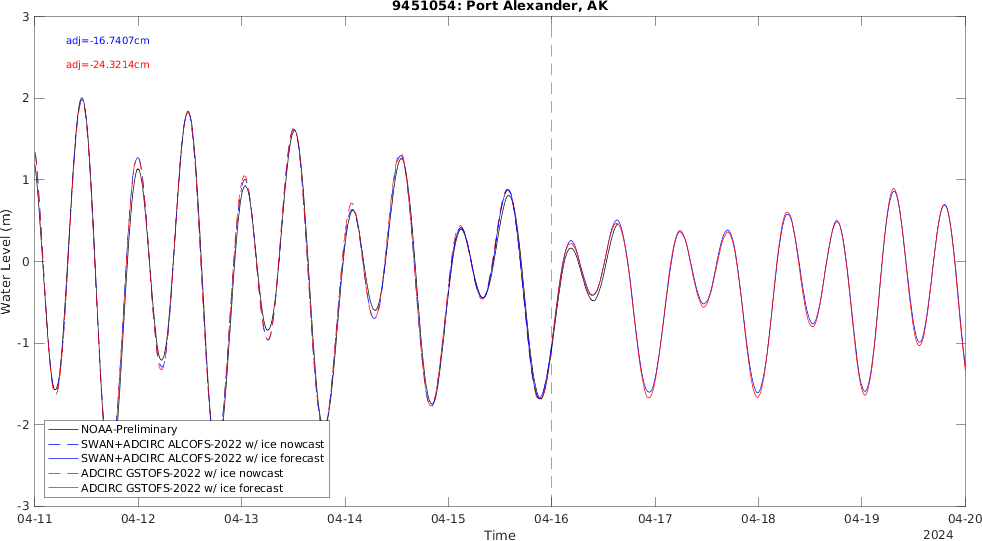 9451054: Port Alexander, AK
3
adj=-16.7407cm
adj=-24.3214cm
2
1
0
Water Level (m)
-1
-2
-3
NOAA-Preliminary
SWAN+ADCIRC ALCOFS-2022 w/ ice nowcast
SWAN+ADCIRC ALCOFS-2022 w/ ice forecast
ADCIRC GSTOFS-2022 w/ ice nowcast
ADCIRC GSTOFS-2022 w/ ice forecast
04-11 04-12 04-13 04-14 04-15 04-16 04-17 04-18 04-19 04-20
Time
2024